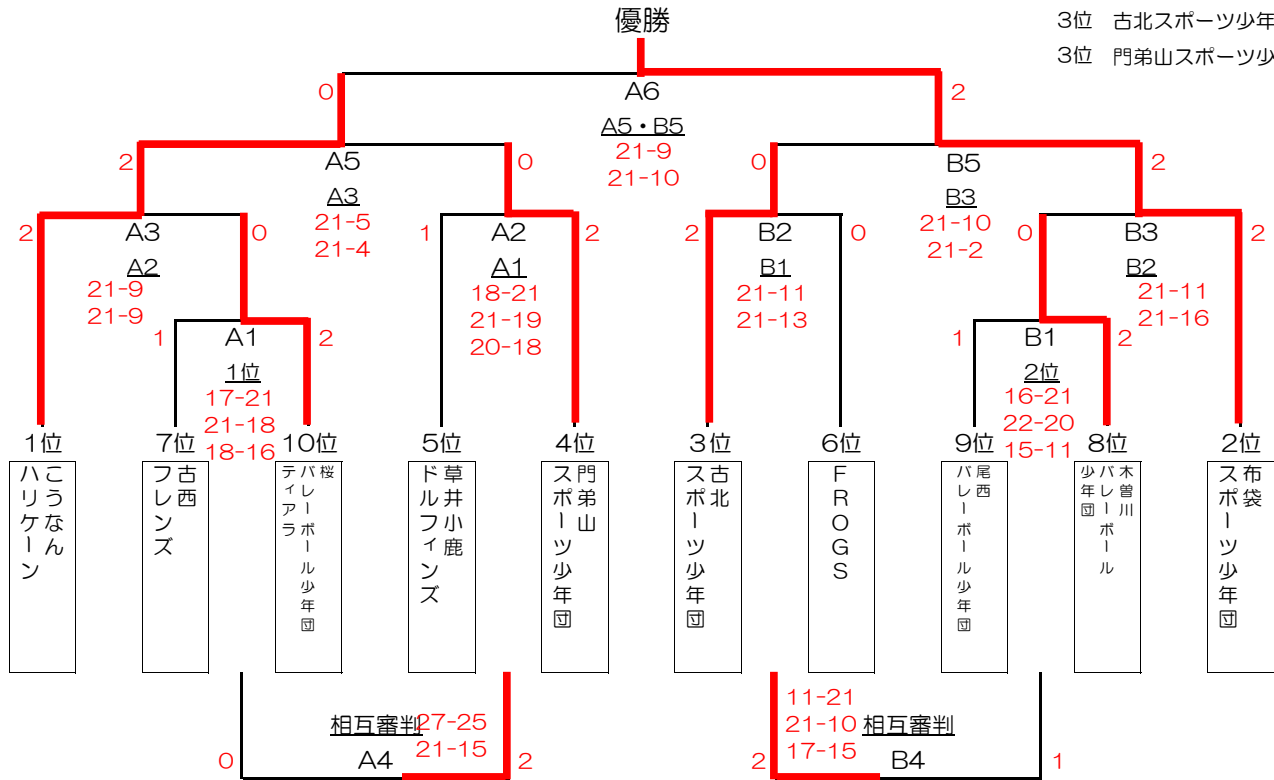 優勝
3位 古北スポーツ少年
3位 門弟山スポーツ少
0
A6
2
A5・B5
21-9
21-10
2
A5
0
A3
21-5
21-4
0
B5
2
B3
21-10
21-2
2
A3
0
A2
21-9
21-9
1
A2
2
A1
18-21
21-19
20-18
2
B2
0
B1
21-11
21-13
0
B3
2
B2
21-11
21-16
1
A1
2
1位
17-21
21-18
18-16
1
B1
2
2位
16-21
22-20
15-11
1位
7位
10位
5位
4位
3位
6位
9位
8位
2位
こうなん
ハリケーン
古西
フレンズ
桜
バレーボール少年団
ティアラ
草井小鹿
ドルフィンズ
門弟山
スポーツ少年団
古北
スポーツ少年団
FROGS
尾西
バレーボール少年団
木曽川
バレーボール
少年団
布袋
スポーツ少年団
相互審判
27-25
21-15
0
A4
2
11-21
21-10
17-15
相互審判
2
B4
1